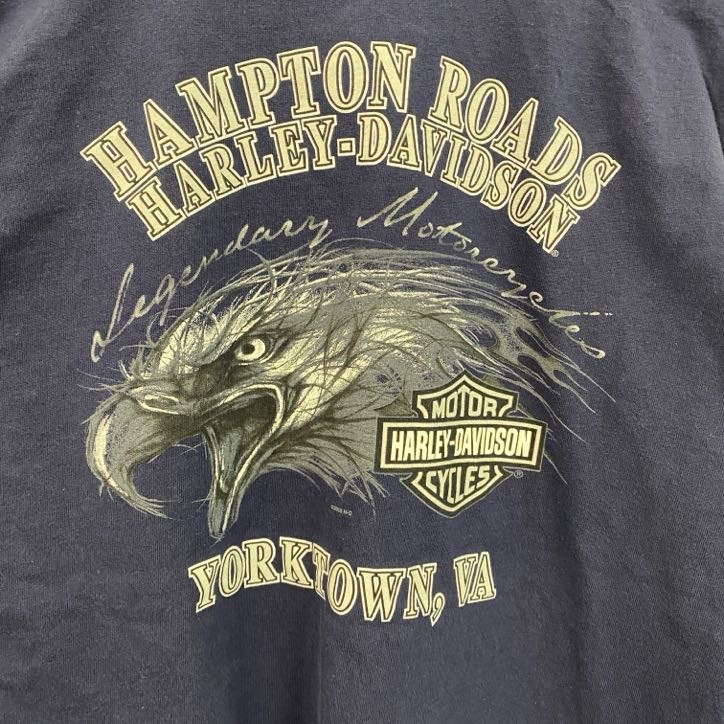 HAMPTON ROADS
HARLEY-DAVIDSON®
Legendary Motorcycles
MOTOR
HARLEY-DAVIDSON
CYCLES
®
YORKTOWN, VA